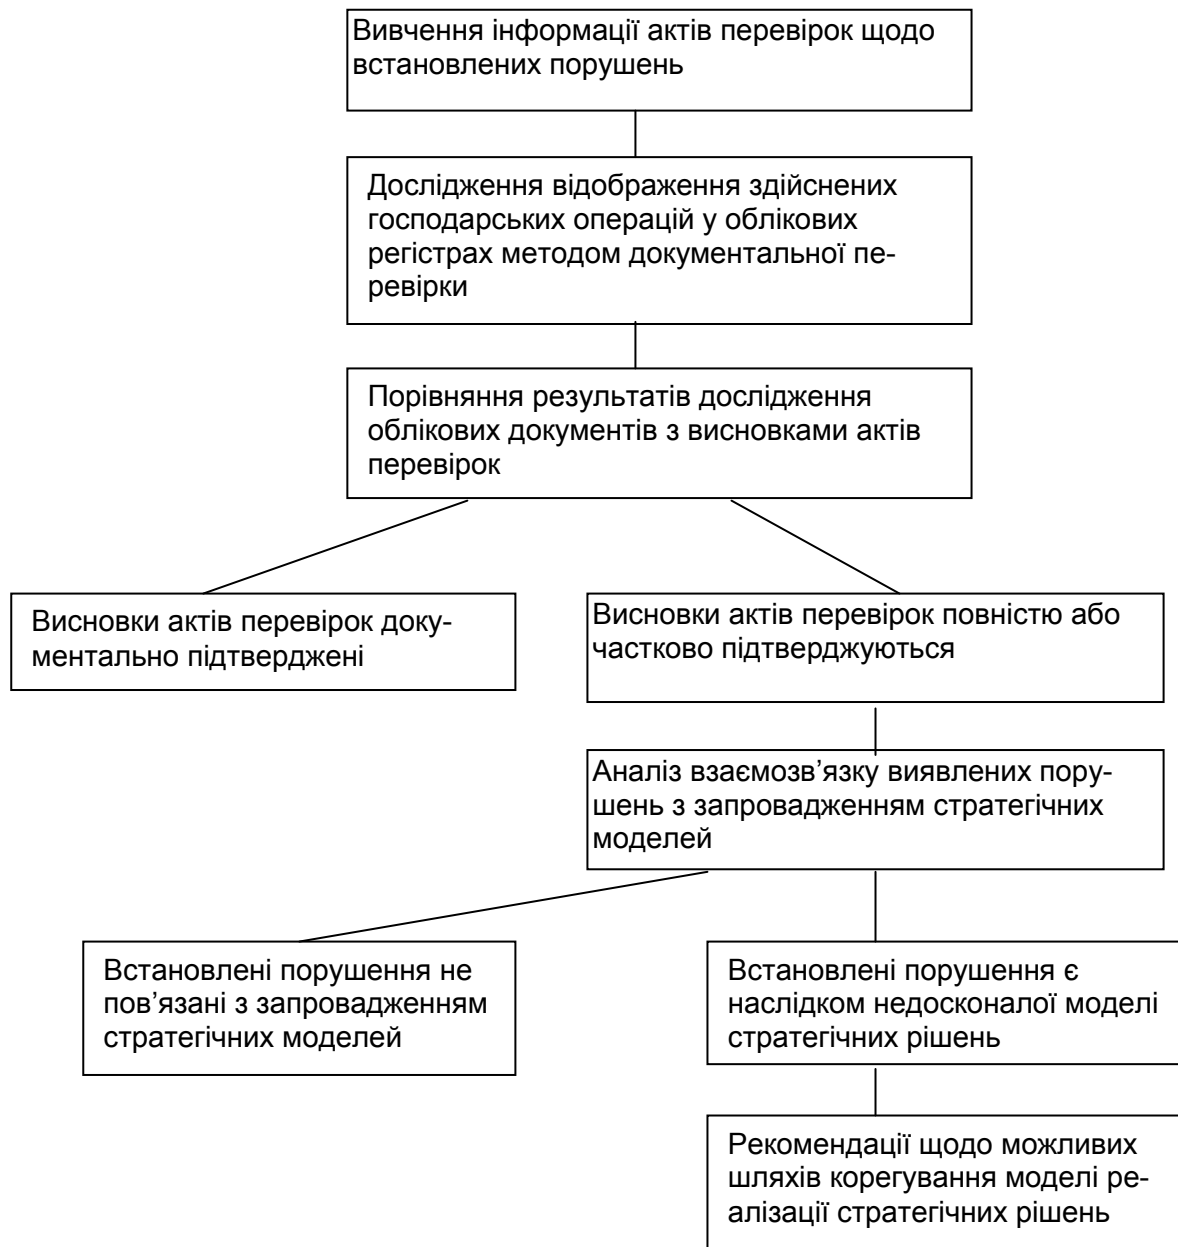 Вивчення інформації актів перевірок щодо
встановлених порушень
Дослідження відображення здійснених
господарських операцій у облікових
регістрах методом документальної пе-
ревірки
Порівняння результатів дослідження
облікових документів з висновками актів
перевірок
Висновки актів перевірок доку-
ментально підтверджені
Висновки актів перевірок повністю або
частково підтверджуються
Аналіз взаємозв'язку виявлених пору-
шень з запровадженням стратегічних
моделей
Встановлені порушення не
пов’язані з запровадженням
стратегічних моделей
Встановлені порушення є
наслідком недосконалої моделі
стратегічних рішень
Рекомендації щодо можливих
шляхів корегування моделі ре-
алізації стратегічних рішень